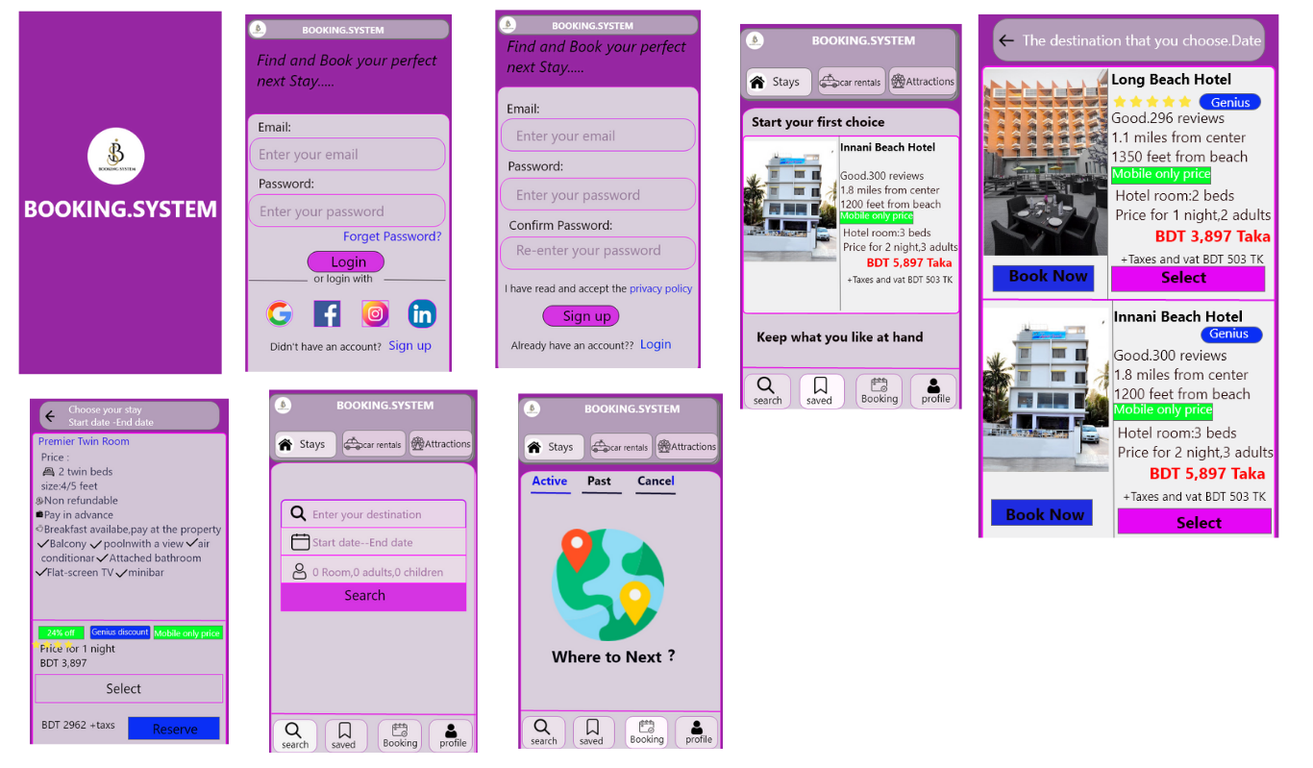 BOOKING.SYSTEM
BOOKING.SYSTEM
BOOKING.SYSTEM
Find and Book your perfect
next Stay.....
Email:
Enter your email
Password:
Enter your password
Forget Password?
Login
or login with
Didn't have an account? Sign up
BOOKING.SYSTEM
Find and Book your perfect
next Stay.....
Email:
Enter your email
Password:
Enter your password
Confirm Password:
Re-enter your password
I have read and accept the privacy policy
Sign up
Already have an account?? Login
BOOKING.SYSTEM
Stays car rentals Attractions
Start your first choice
Innani Beach Hotel
Good.300 reviews
1.8 miles from center
1200 feet from beach
Mobile only price
Hotel room:3 beds
Price for 2 night,3 adults
BDT 5,897 Taka
+Taxes and vat BDT 503 TK
Keep what you like at hand
search saved Booking profile
The destination that you choose.Date
Long Beach Hotel
Genius
Good.296 reviews
1.1 miles from center
1350 feet from beach
Mobile only price
Hotel room:2 beds
Price for 1 night,2 adults
BDT 3,897 Taka
+Taxes and vat BDT 503 TK
Book Now Select
Innani Beach Hotel
Genius
Good.300 reviews
1.8 miles from center
1200 feet from beach
Mobile only price
Hotel room:3 beds
Price for 2 night,3 adults
BDT 5,897 Taka
+Taxes and vat BDT 503 TK
Book Now Select
Choose your stay
Start date -End date
Premier Twin Room
Price :
2 twin beds
size:4/5 feet
Non refundable
Pay in advance
Breakfast availabe,pay at the property
Balcony poolnwith a view air
conditionar Attached bathroom
Flat-screen TV minibar
24% off Genius discount Mobile only price
Price for 1 night
BDT 3,897
Select
BDT 2962 +taxs Reserve
BOOKING.SYSTEM
Stays car rentals Attractions
Enter your destination
Start date--End date
0 Room,0 adults,0 children
Search
search saved Booking profile
BOOKING.SYSTEM
Stays car rentals Attractions
Active Past Cancel
Where to Next ?
search saved Booking profile